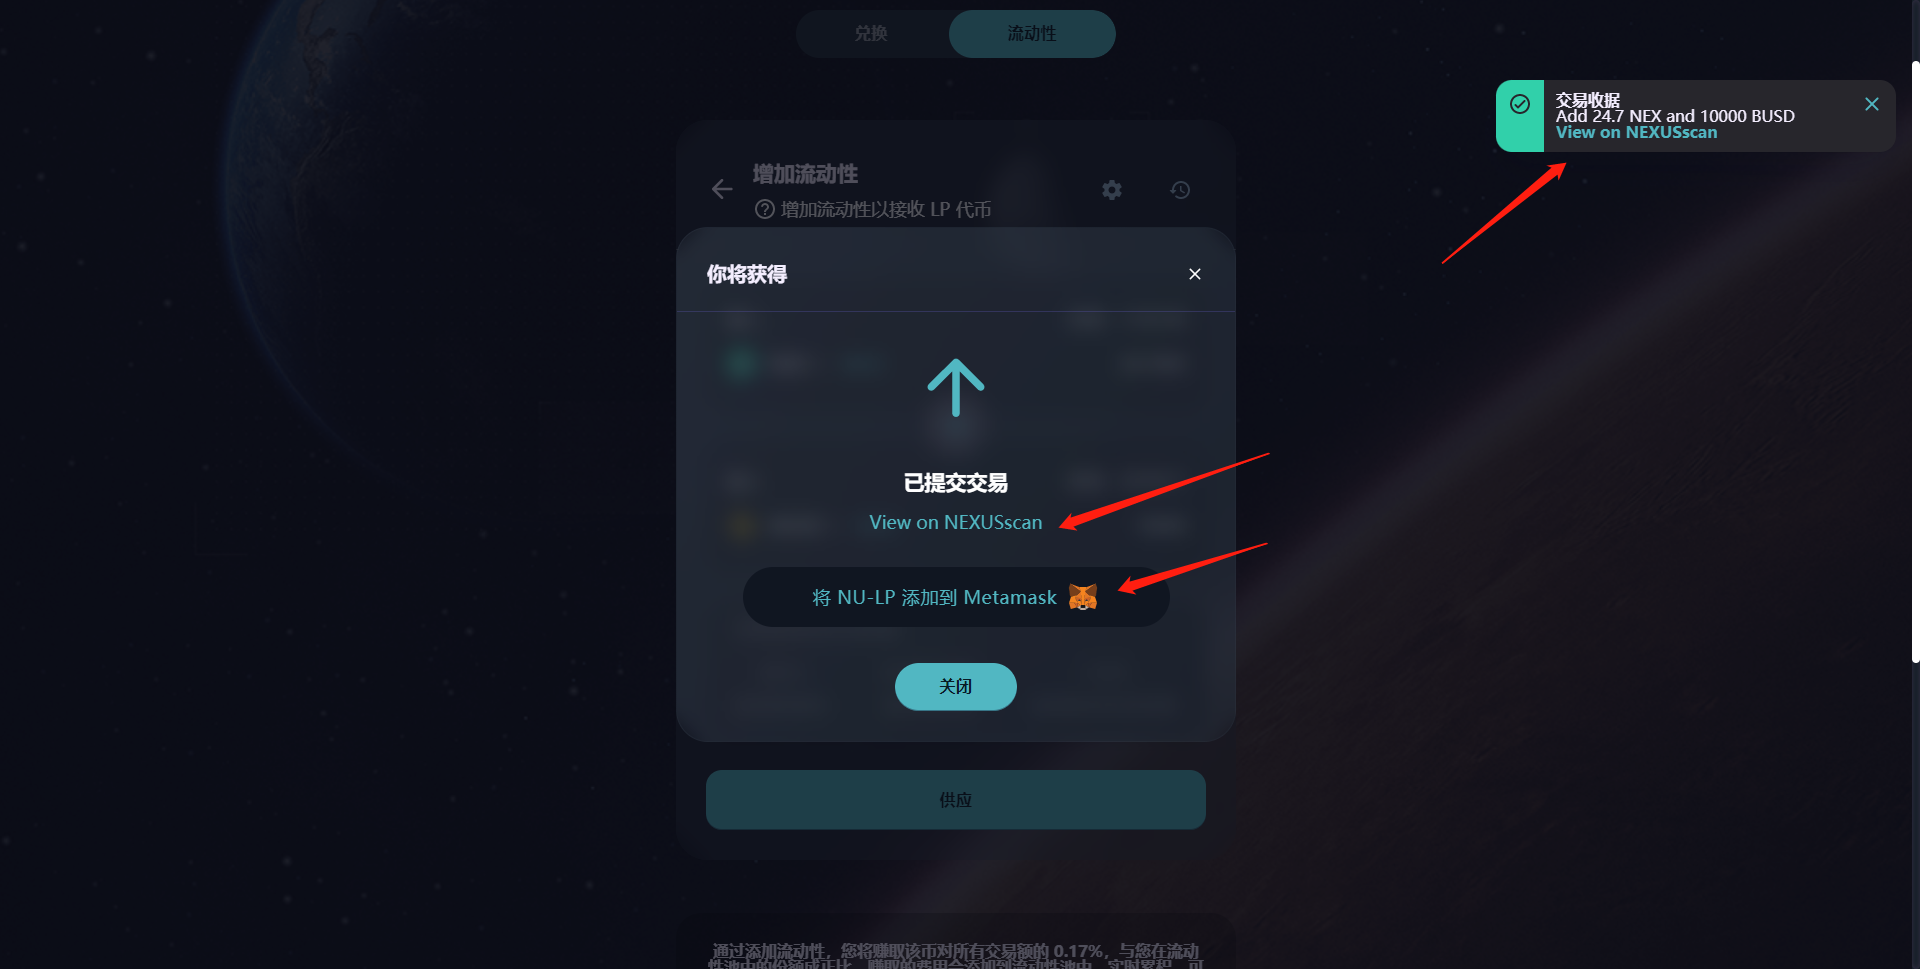 兑换
流动性
交易收据
Add 24.7 NEX and 10000 BUSD
View on NEXUSscan
增加流动性
增加流动性以接收 LP 代币
你将获得
已提交交易
View on NEXUSscan
将 NU-LP 添加到 Metamask
关闭
供应
通过添加流动性，您将赚取该币对所有交易额的 0.17%，与您在流动
性池中的份额成正比。赚取的费用会添加到流动性池中，实时累积，可